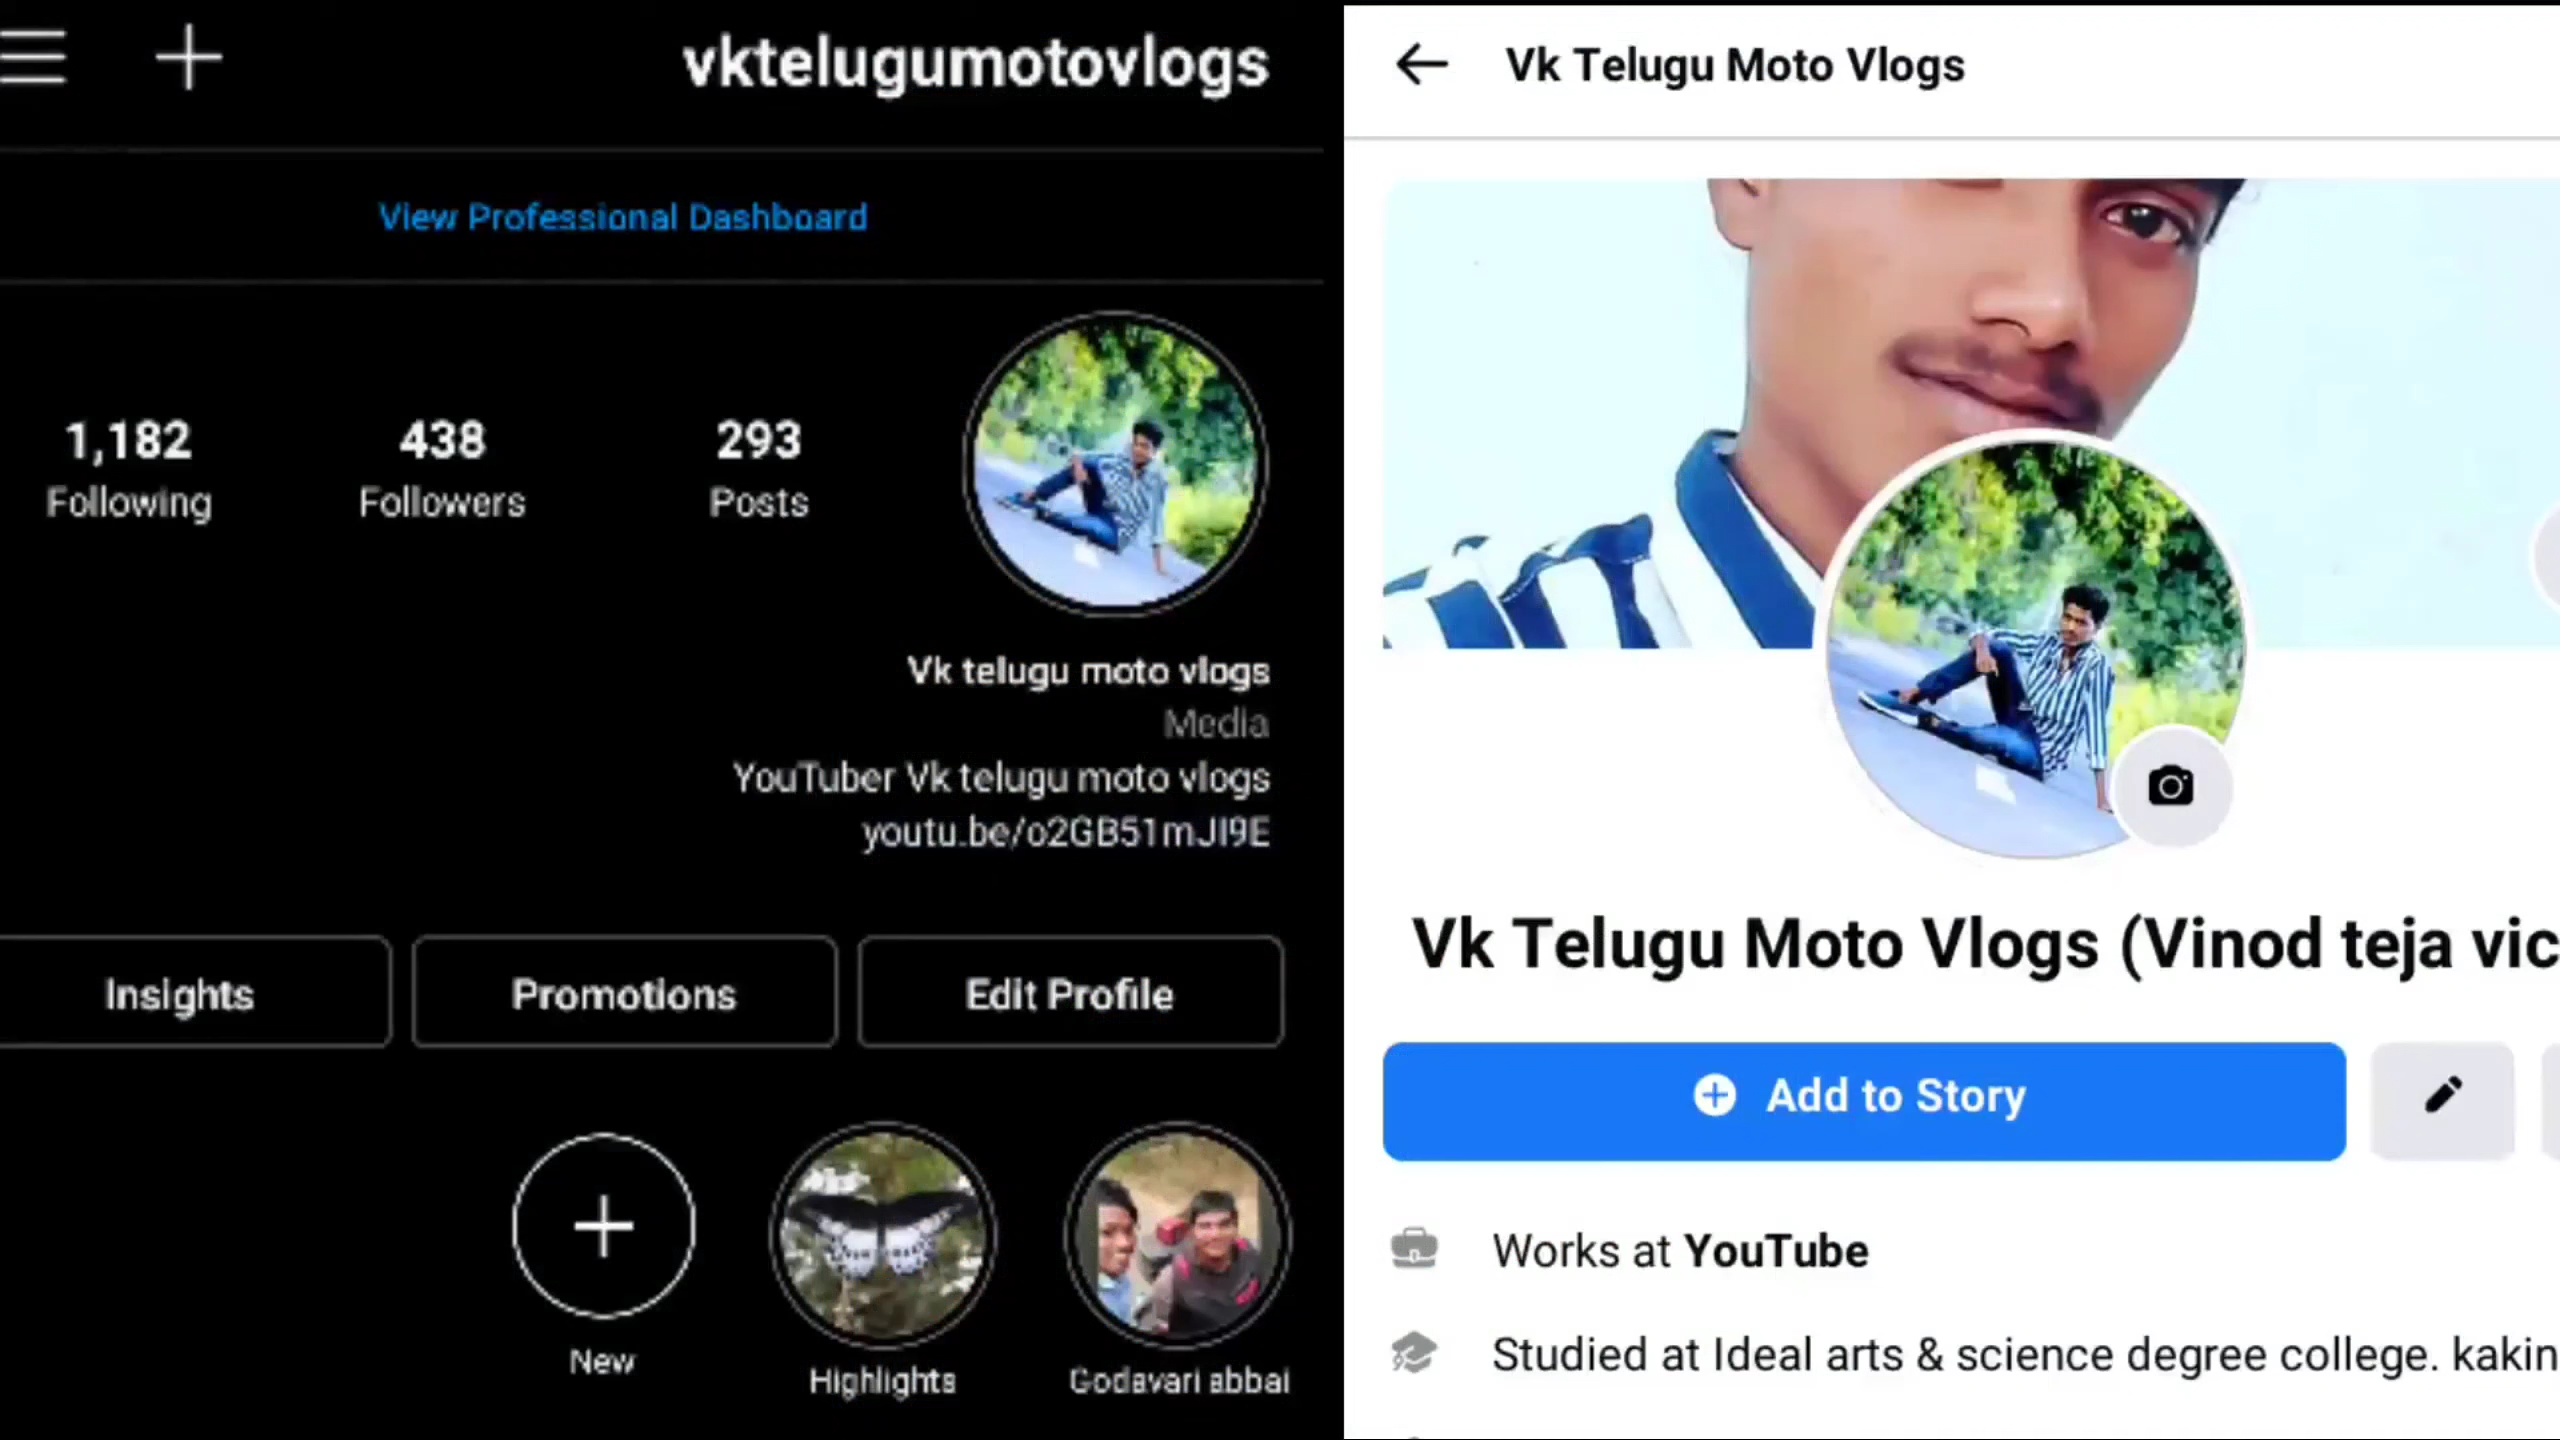 vktelugumotovlogs
View Professional Dashboard
1,182
Following
438
Followers
293
Posts
Vk telugu moto vlogs
Media
YouTuber Vk telugu moto vlogs
youtu.be/o2GB51mJI9E
Insights
Promotions
Edit Profile
New
Highlights
Godavari abbai
Vk Telugu Moto Vlogs
Vk Telugu Moto Vlogs (Vinod teja vic
Add to Story
Works at YouTube
Studied at Ideal arts & science degree college. kakin